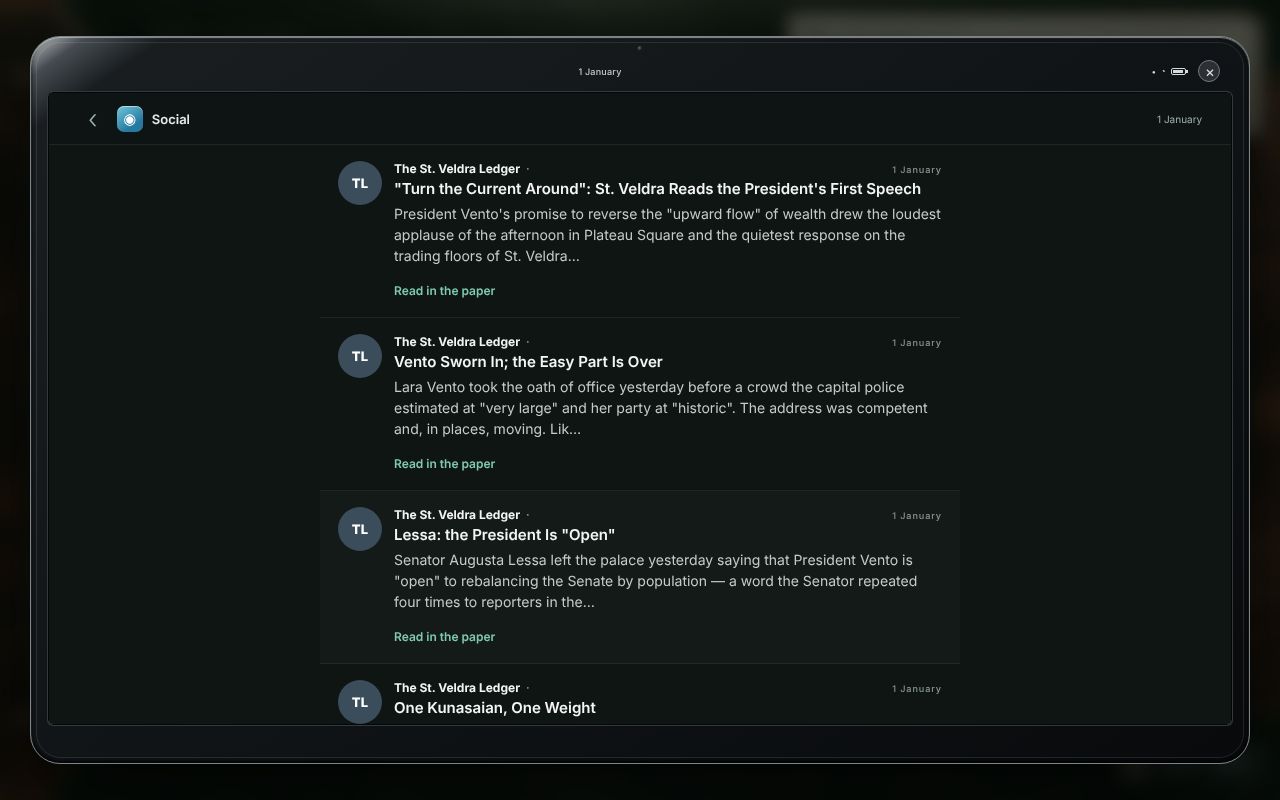 1 January
Social
1 January
TL
The St. Veldra Ledger ·
1 January
"Turn the Current Around": St. Veldra Reads the President's First Speech
President Vento's promise to reverse the "upward flow" of wealth drew the loudest
applause of the afternoon in Plateau Square and the quietest response on the
trading floors of St. Veldra...
Read in the paper
TL
The St. Veldra Ledger ·
1 January
Vento Sworn In; the Easy Part Is Over
Lara Vento took the oath of office yesterday before a crowd the capital police
estimated at "very large" and her party at "historic". The address was competent
and, in places, moving. Lik...
Read in the paper
TL
The St. Veldra Ledger ·
1 January
Lessa: the President Is "Open"
Senator Augusta Lessa left the palace yesterday saying that President Vento is
"open" to rebalancing the Senate by population — a word the Senator repeated
four times to reporters in the...
Read in the paper
TL
The St. Veldra Ledger ·
1 January
One Kunasaian, One Weight